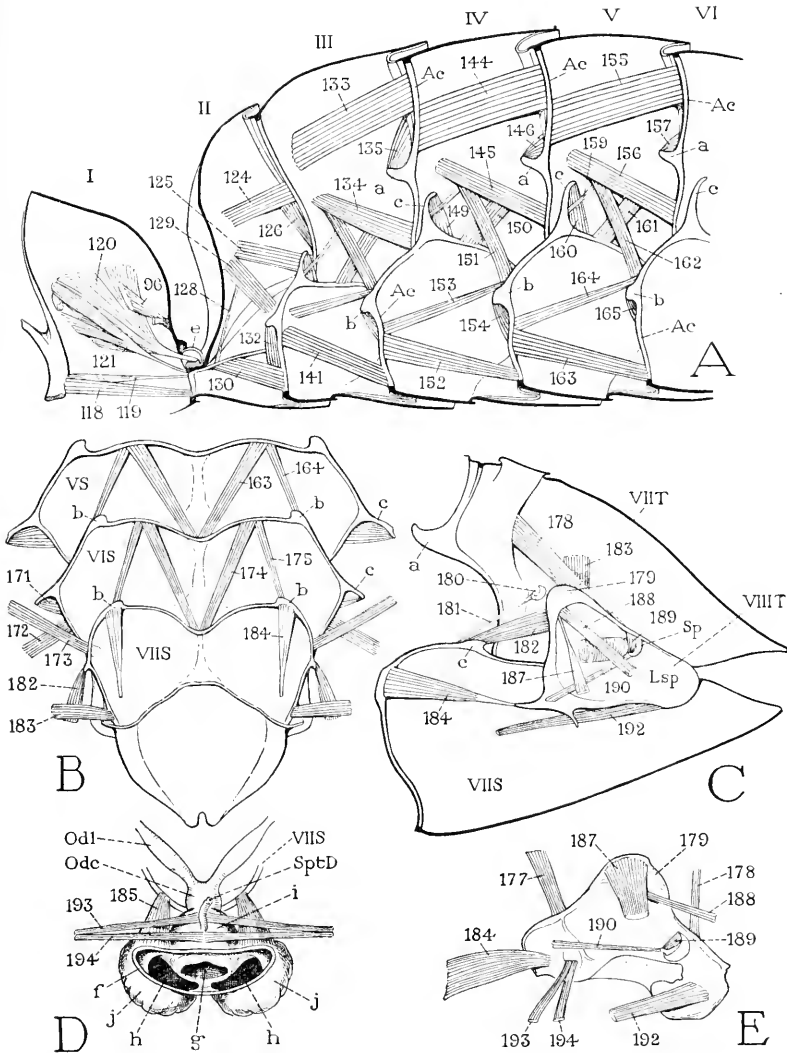 I
II
III
IV
V
VI
133
Ac
144
Ac
155
Ac
135
146
157
a
a
a
124
125
126
129
134
c
145
c
159
156
c
120
96
149
150
160
161
128
151
162
e
121
132
b
Ac
153
b
154
164
b
165
Ac
118
119
130
141
152
163
A
VS
163
164
b
b
c
VIS
174
175
b
b
c
171
172
173
VIIS
184
182
183
B
VIIT
178
183
a
180
179
181
188
189
Sp
VIIIT
182
c
187
190
Lsp
184
192
VIIS
C
Odl
Odc
VIIS
SptD
193
185
i
194
f
j
h
g
h
j
D
187
179
177
178
188
184
190
189
193
194
192
E